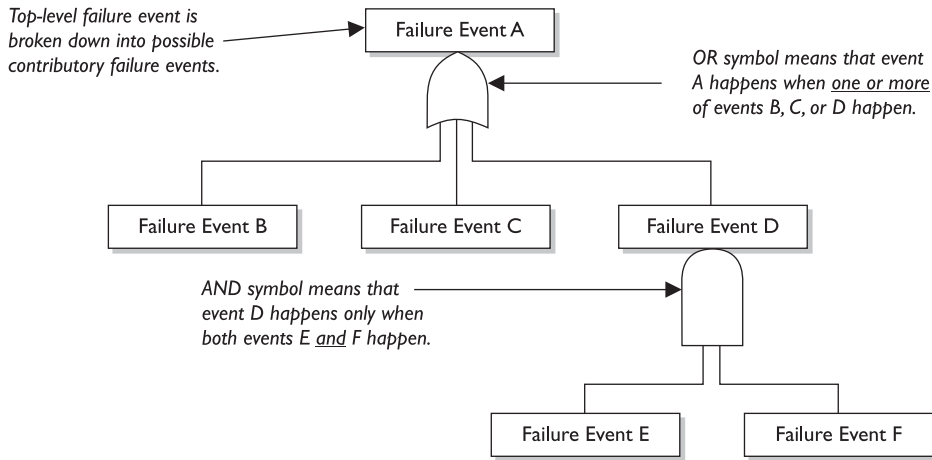 Top-level failure event is
broken down into possible
contributory failure events.
Failure Event A
OR symbol means that event
A happens when one or more
of events B, C, or D happen.
Failure Event B
Failure Event C
Failure Event D
AND symbol means that
event D happens only when
both events E and F happen.
Failure Event E
Failure Event F